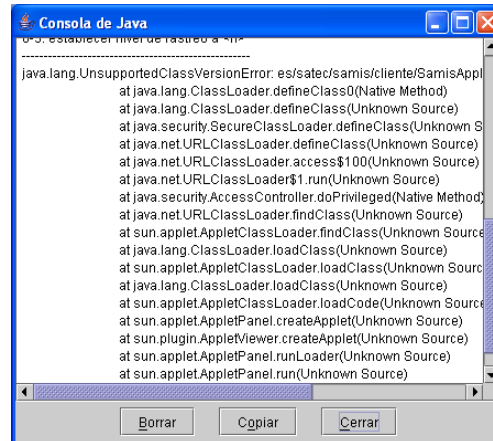 Consola de Java
0-5: establecer nivel de rastreo a <n>
----------------------------------------------------
java.lang.UnsupportedClassVersionError: es/satec/samis/cliente/SamisAppl
at java.lang.ClassLoader.defineClass0(Native Method)
at java.lang.ClassLoader.defineClass(Unknown Source)
at java.security.SecureClassLoader.defineClass(Unknown S
at java.net.URLClassLoader.defineClass(Unknown Source)
at java.net.URLClassLoader.access$100(Unknown Source)
at java.net.URLClassLoader$1.run(Unknown Source)
at java.security.AccessController.doPrivileged(Native Method)
at java.net.URLClassLoader.findClass(Unknown Source)
at sun.applet.AppletClassLoader.findClass(Unknown Source
at java.lang.ClassLoader.loadClass(Unknown Source)
at sun.applet.AppletClassLoader.loadClass(Unknown Sourc
at java.lang.ClassLoader.loadClass(Unknown Source)
at sun.applet.AppletClassLoader.loadCode(Unknown Source
at sun.applet.AppletPanel.createApplet(Unknown Source)
at sun.plugin.AppletViewer.createApplet(Unknown Source)
at sun.applet.AppletPanel.runLoader(Unknown Source)
at sun.applet.AppletPanel.run(Unknown Source)
Borrar Copiar Cerrar